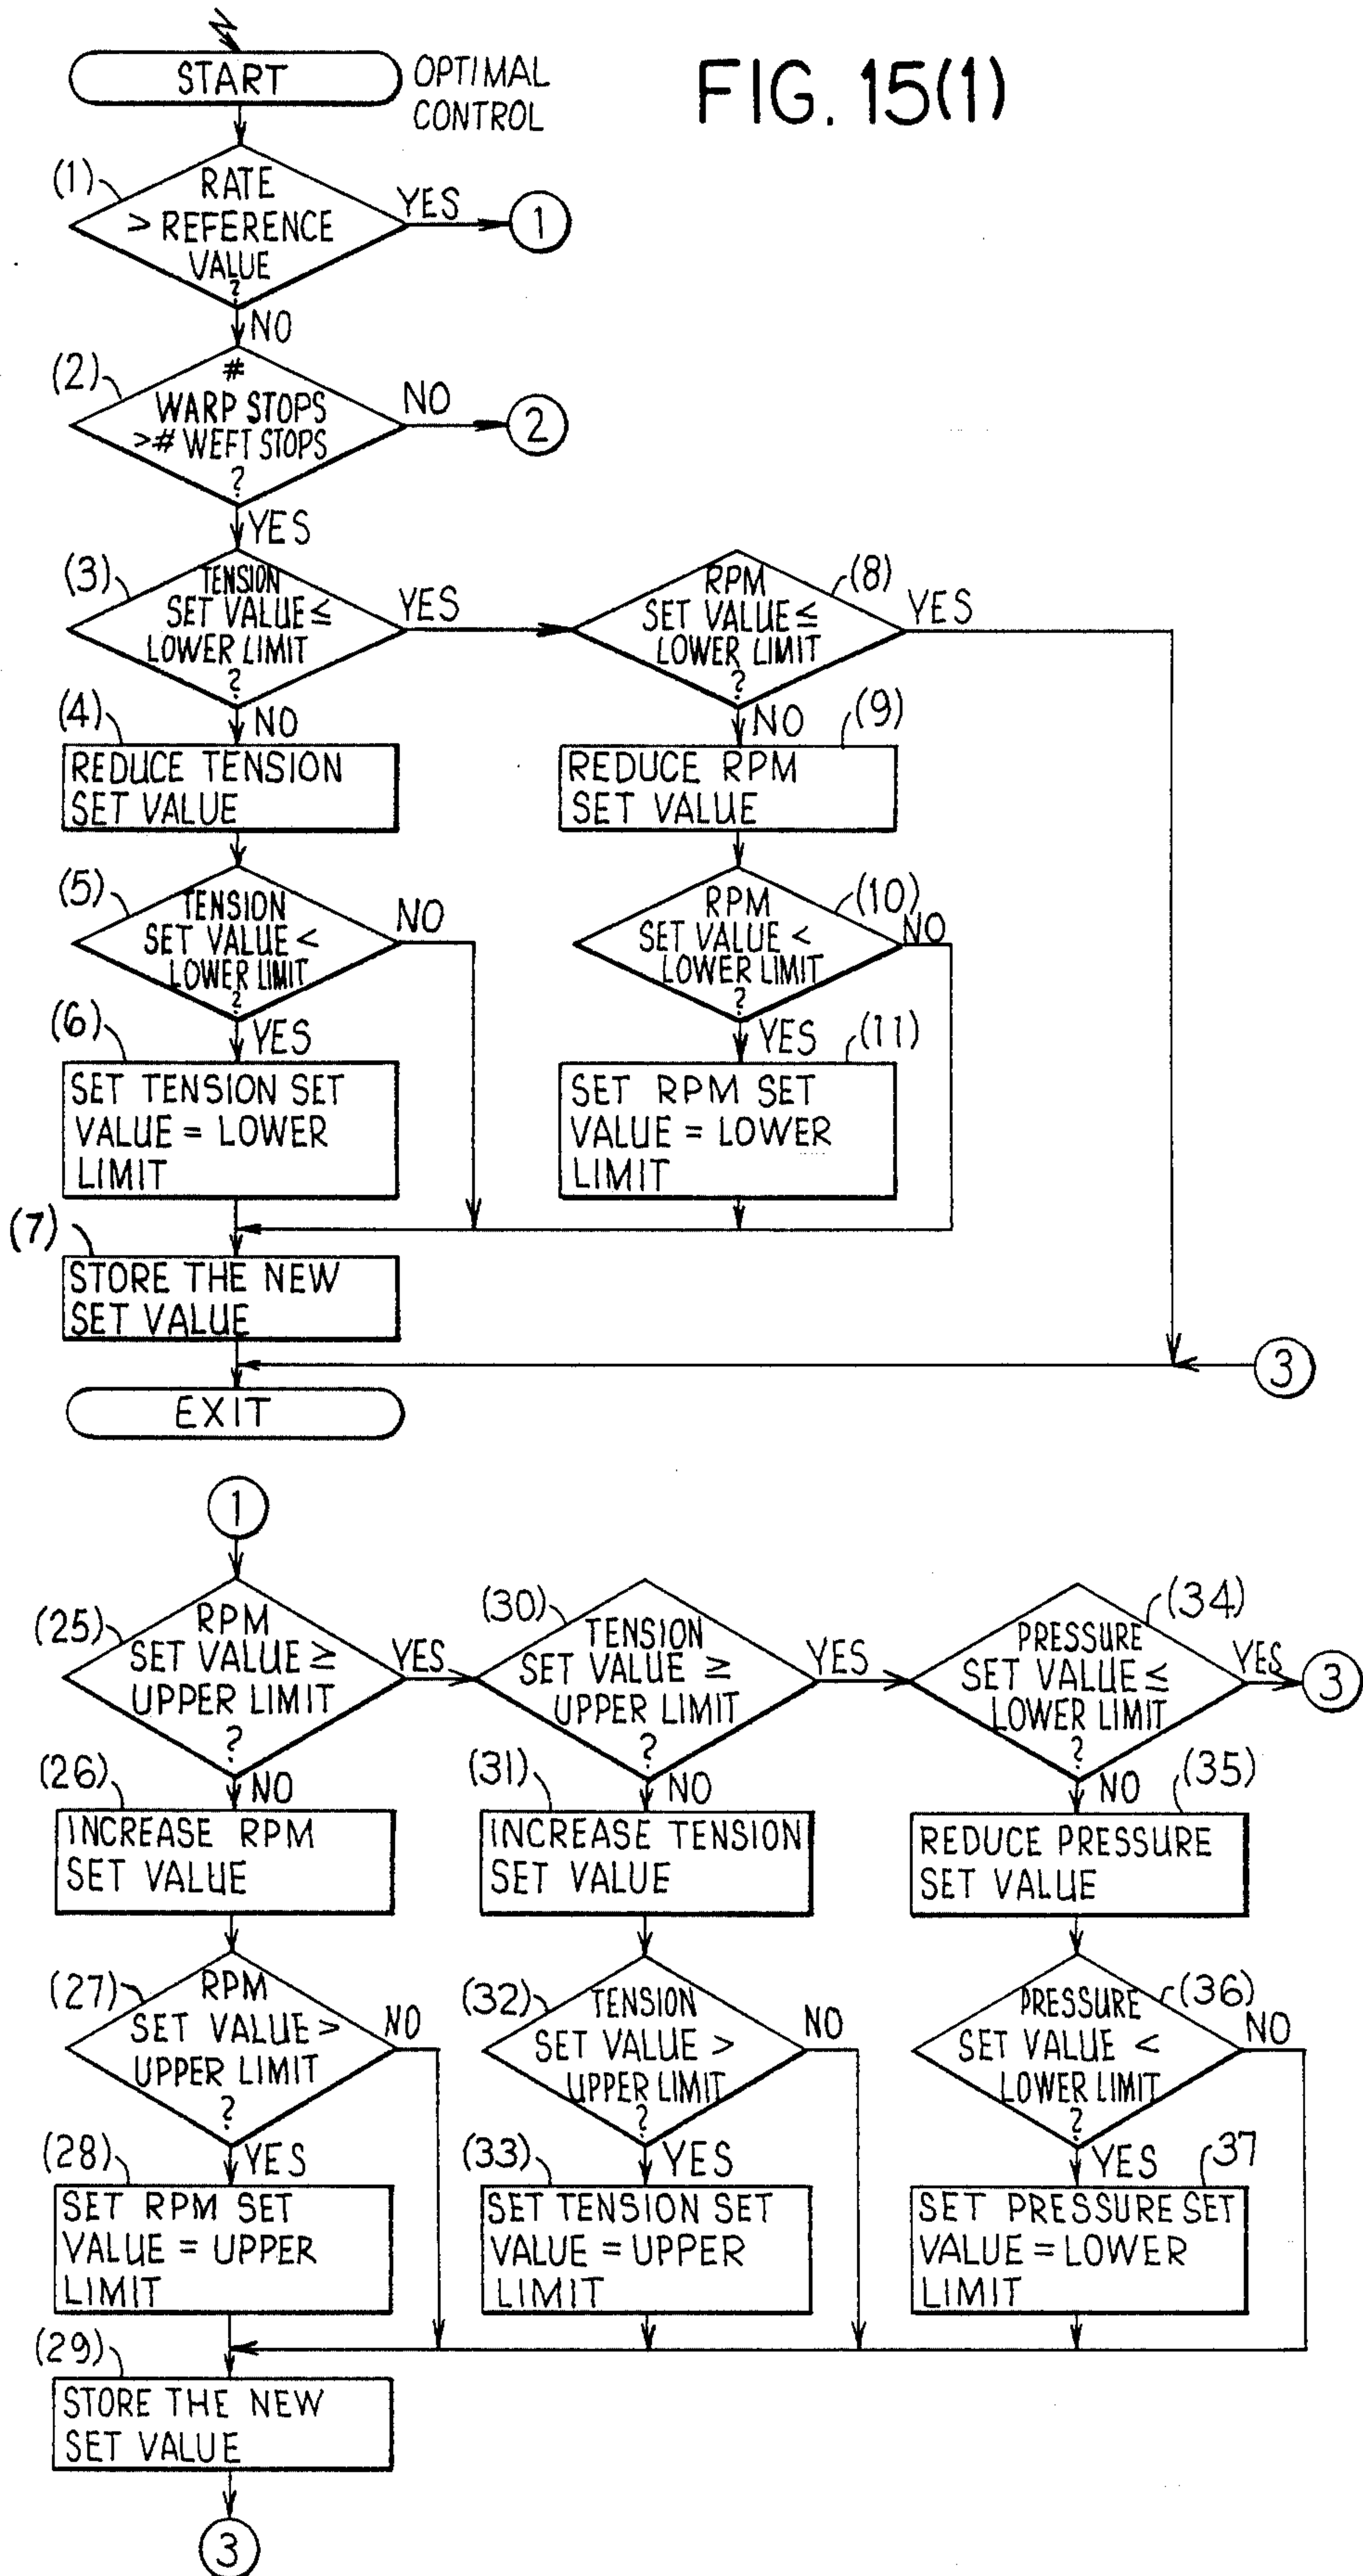 START
OPTIMAL
CONTROL
FIG. 15(1)
(1)
RATE
> REFERENCE
VALUE
?
YES
1
NO
(2)
#
WARP STOPS
># WEFT STOPS
?
NO
2
YES
(3)
TENSION
SET VALUE ≤
LOWER LIMIT
?
YES
RPM
SET VALUE ≤
LOWER LIMIT
?
(8)
YES
(4)
NO
REDUCE TENSION
SET VALUE
NO
(9)
REDUCE RPM
SET VALUE
(5)
TENSION
SET VALUE <
LOWER LIMIT
?
NO
RPM
SET VALUE <
LOWER LIMIT
?
(10)
NO
(6)
YES
SET TENSION SET
VALUE = LOWER
LIMIT
YES
(11)
SET RPM SET
VALUE = LOWER
LIMIT
(7)
STORE THE NEW
SET VALUE
3
EXIT
1
(25)
RPM
SET VALUE ≥
UPPER LIMIT
?
YES
(30)
TENSION
SET VALUE ≥
UPPER LIMIT
?
YES
(34)
PRESSURE
SET VALUE ≤
LOWER LIMIT
?
YES
3
(26)
NO
INCREASE RPM
SET VALUE
(31)
NO
INCREASE TENSION
SET VALUE
NO
(35)
REDUCE PRESSURE
SET VALUE
(27)
RPM
SET VALUE >
UPPER LIMIT
?
NO
(32)
TENSION
SET VALUE >
UPPER LIMIT
?
NO
PRESSURE
SET VALUE <
LOWER LIMIT
?
(36)
NO
(28)
YES
SET RPM SET
VALUE = UPPER
LIMIT
(33)
YES
SET TENSION SET
VALUE = UPPER
LIMIT
YES
37
SET PRESSURE SET
VALUE = LOWER
LIMIT
(29)
STORE THE NEW
SET VALUE
3